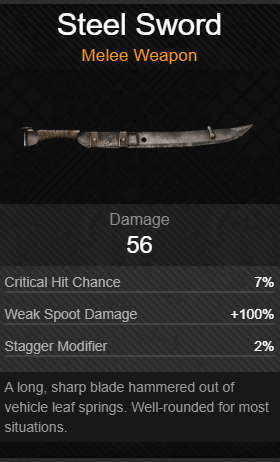 Steel Sword
Melee Weapon
Damage
56
Critical Hit Chance 7%
Weak Spoot Damage +100%
Stagger Modifier 2%
A long, sharp blade hammered out of
vehicle leaf springs. Well-rounded for most
situations.